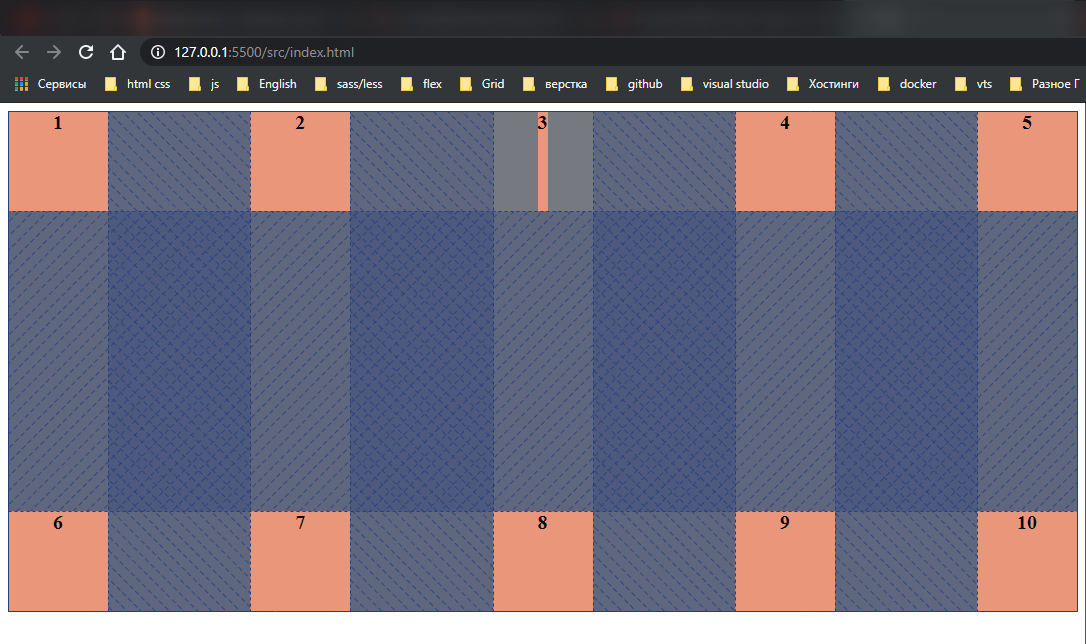 127.0.0.1:5500/src/index.html
Сервисы html css js English sass/less flex Grid верстка github visual studio Хостинги docker vts Разное Г
1 2 3 4 5
6 7 8 9 10